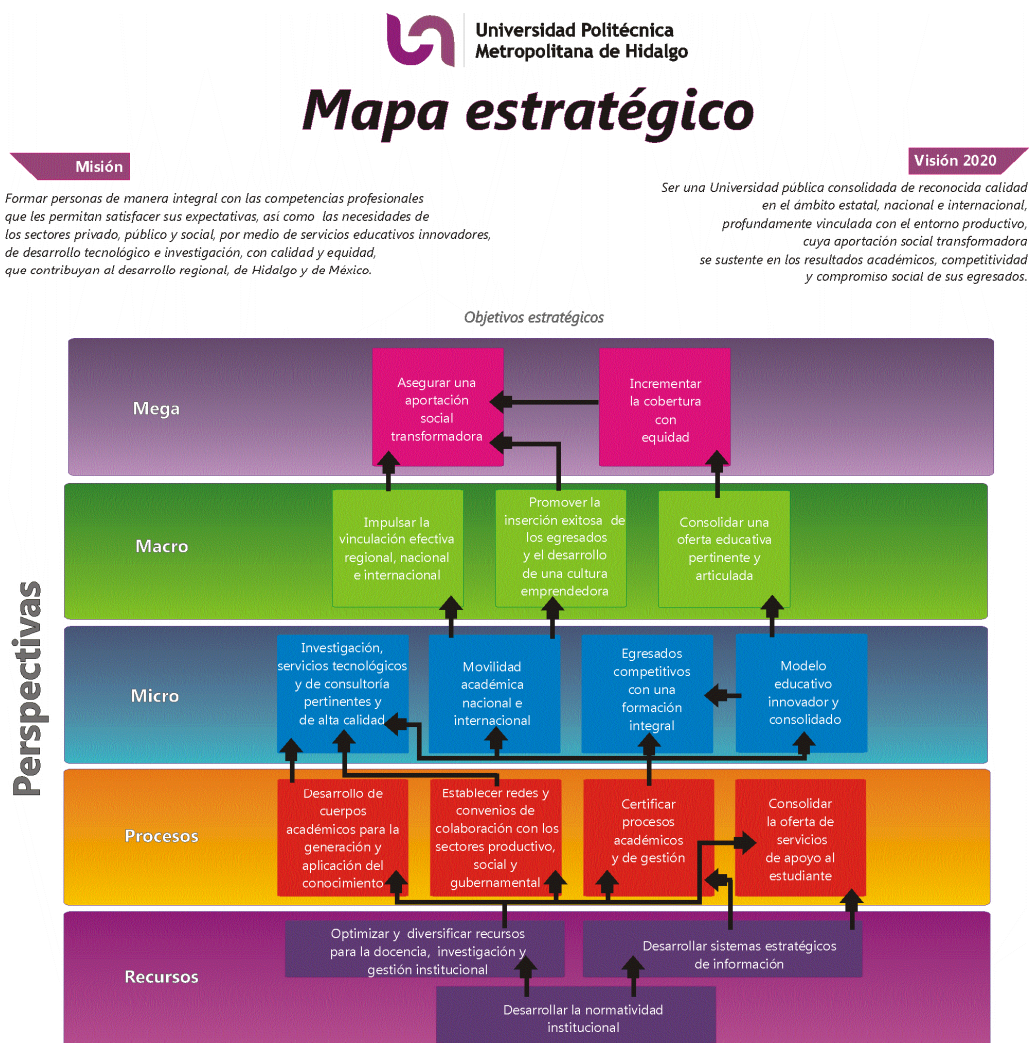 Universidad Politécnica
Metropolitana de Hidalgo
Mapa estratégico
Misión
Formar personas de manera integral con las competencias profesionales
que les permitan satisfacer sus expectativas, así como las necesidades de
los sectores privado, público y social, por medio de servicios educativos innovadores,
de desarrollo tecnológico e investigación, con calidad y equidad,
que contribuyan al desarrollo regional, de Hidalgo y de México.
Visión 2020
Ser una Universidad pública consolidada de reconocida calidad
en el ámbito estatal, nacional e internacional,
profundamente vinculada con el entorno productivo,
cuya aportación social transformadora
se sustente en los resultados académicos, competitividad
y compromiso social de sus egresados.
Objetivos estratégicos
Perspectivas
Mega
Asegurar una
aportación
social
transformadora
Incrementar
la cobertura
con
equidad
Macro
Impulsar la
vinculación efectiva
regional, nacional
e internacional
Promover la
inserción exitosa de
los egresados
y el desarrollo
de una cultura
emprendedora
Consolidar una
oferta educativa
pertinente y
articulada
Micro
Investigación,
servicios tecnológicos
y de consultoría
pertinentes y
de alta calidad
Movilidad
académica
nacional e
internacional
Egresados
competitivos
con una
formación
integral
Modelo
educativo
innovador y
consolidado
Procesos
Desarrollo de
cuerpos
académicos para la
generación y
aplicación del
conocimiento
Establecer redes y
convenios de
colaboración con los
sectores productivo,
social y
gubernamental
Certificar
procesos
académicos
y de gestión
Consolidar
la oferta de
servicios
de apoyo al
estudiante
Recursos
Optimizar y diversificar recursos
para la docencia, investigación y
gestión institucional
Desarrollar sistemas estratégicos
de información
Desarrollar la normatividad
institucional